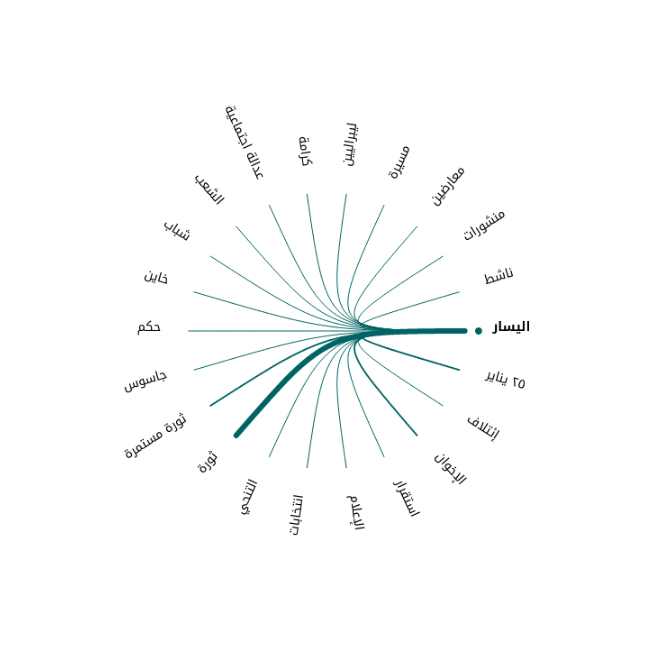 اليسار
ناشط
منشورات
معارضين
مسيرة
ليبراليين
كرامة
عدالة اجتماعية
الشعب
شباب
خاين
حكم
جاسوس
ثورة مستمرة
ثورة
التنحي
انتخابات
الإعلام
استقرار
الإخوان
إئتلاف
٢٥ يناير